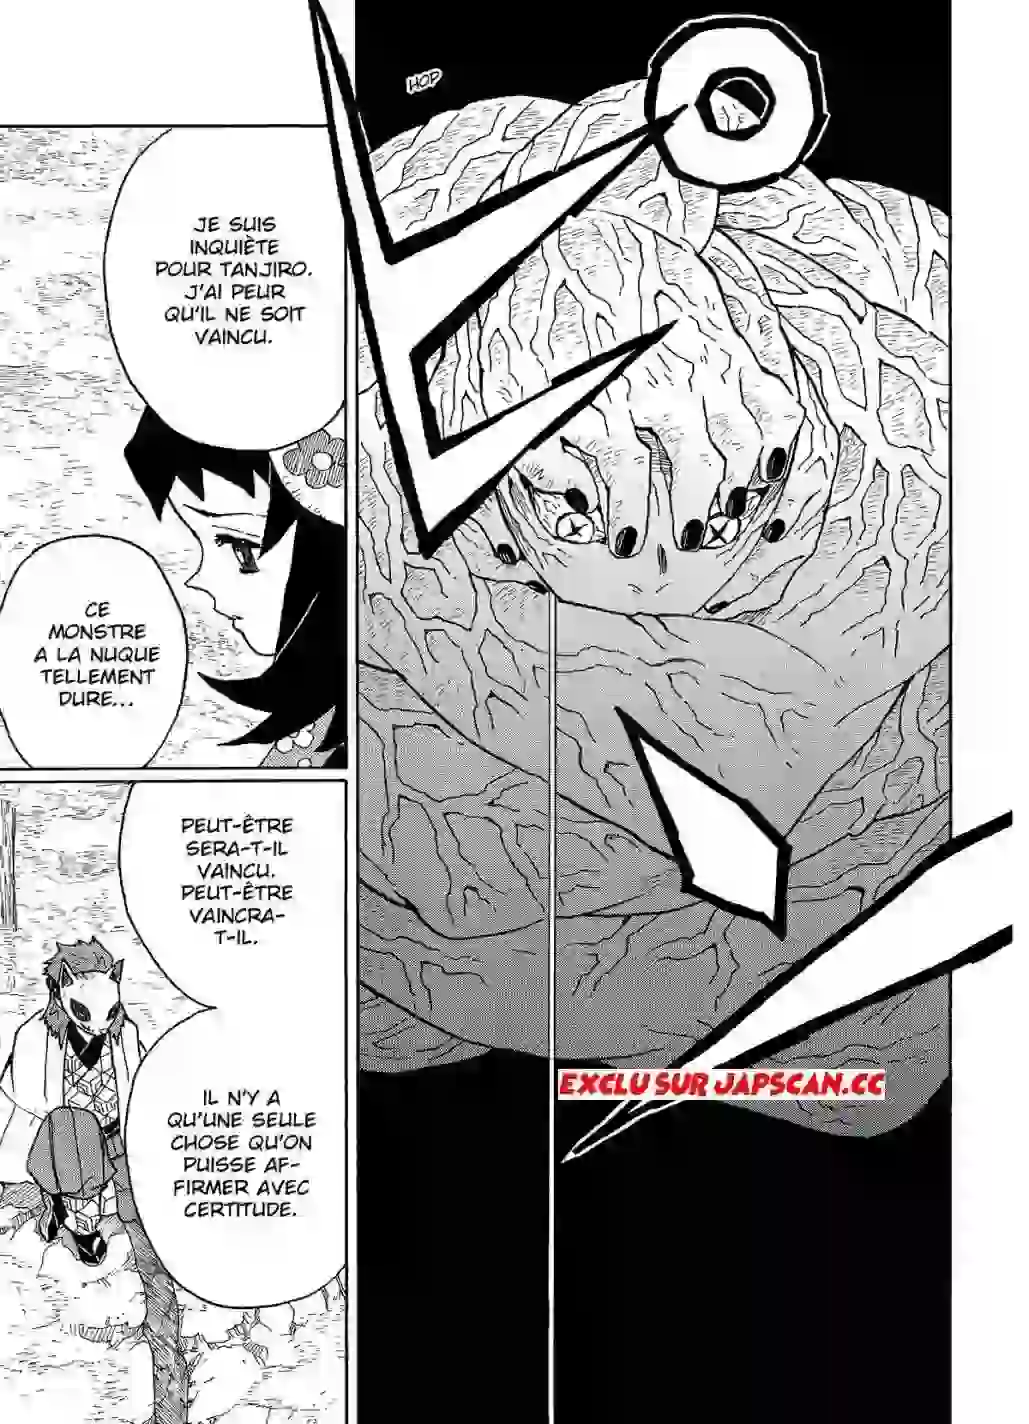 HOP
JE SUIS
INQUIÈTE
POUR TANJIRO.
J'AI PEUR
QU'IL NE SOIT
VAINCU.
CE
MONSTRE
A LA NUQUE
TELLEMENT
DURE...
PEUT-ÊTRE
SERA-T-IL
VAINCU.
PEUT-ÊTRE
VAINCRA-
T-IL.
IL N'Y A
QU'UNE SEULE
CHOSE QU'ON
PUISSE AF-
FIRMER AVEC
CERTITUDE.
EXCLU SUR JAPSCAN.CC